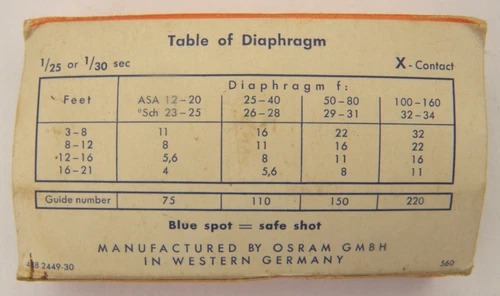 Table of Diaphragm
1/25 or 1/30 sec X - Contact
Diaphragm f:
Feet ASA 12-20 25-40 50-80 100-160
°Sch 23-25 26-28 29-31 32-34
3-8 11 16 22 32
8-12 8 11 16 22
12-16 5,6 8 11 16
16-21 4 5,6 8 11
Guide number 75 110 150 220
Blue spot = safe shot
MANUFACTURED BY OSRAM GMBH
IN WESTERN GERMANY
2449-30 560